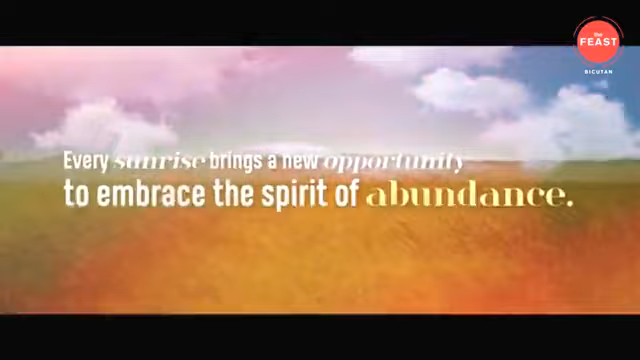 the
FEAST
BICUTAN
Every sunrise brings a new opportunity
to embrace the spirit of abundance.